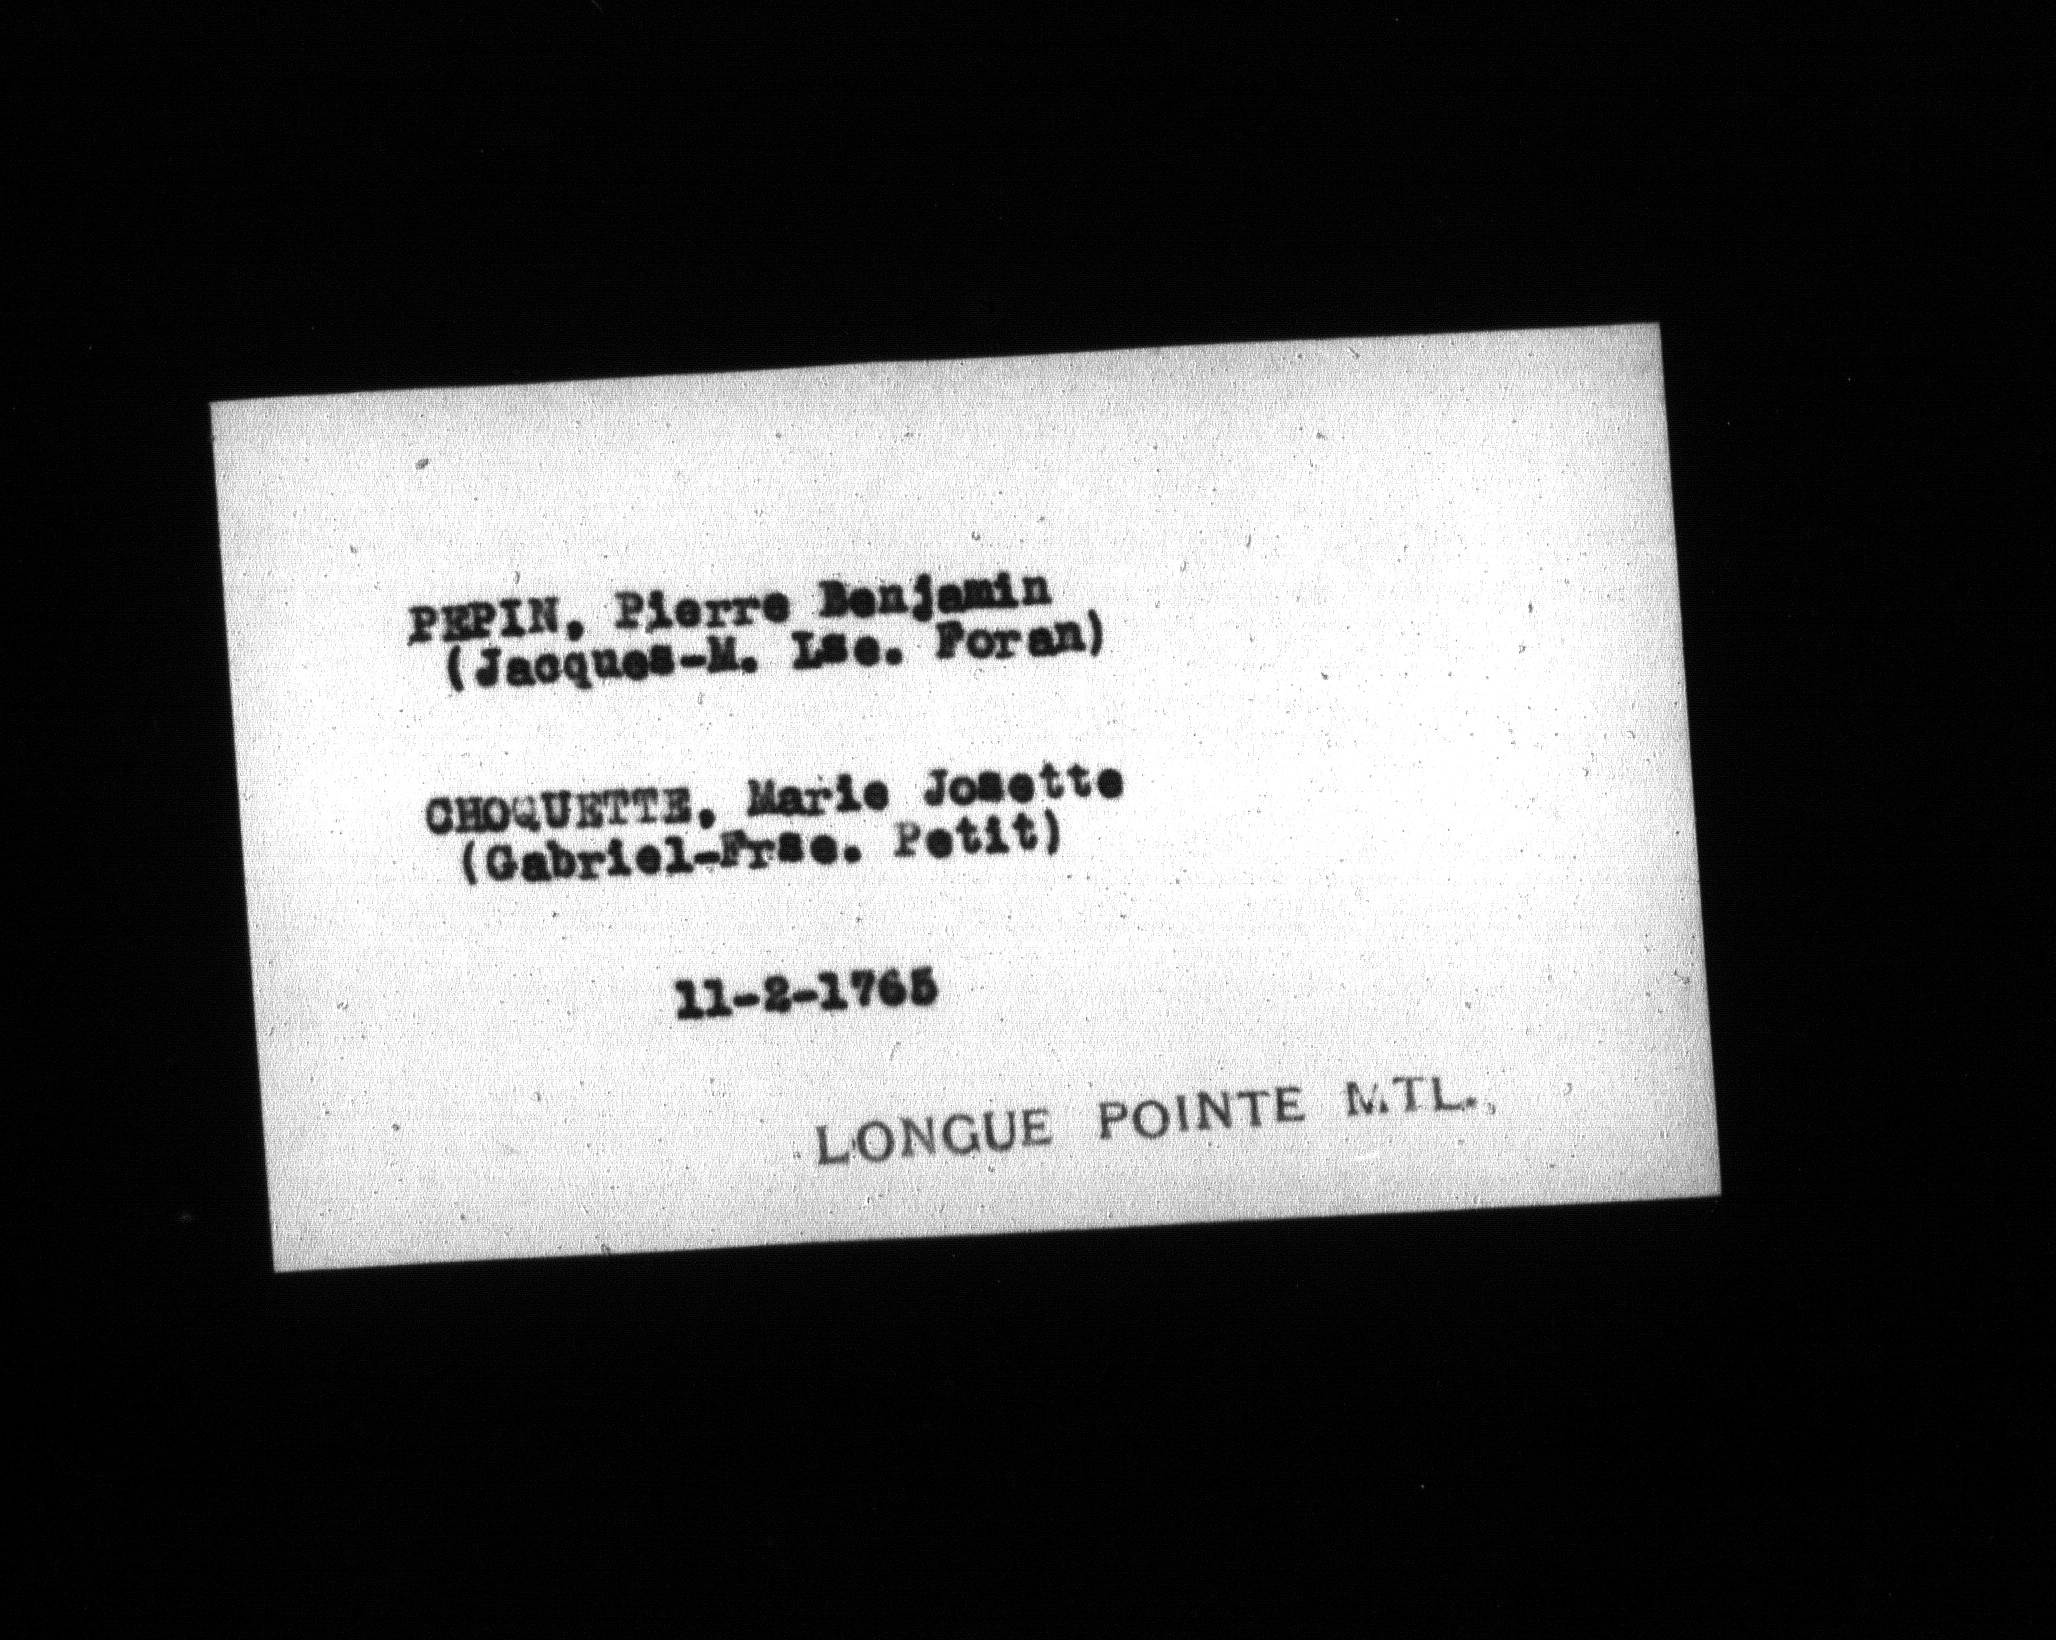 PEPIN, Pierre Benjamin
(Jacques-M. Lse. Foran)
CHOQUETTE, Marie Josette
(Gabriel-Frse. Petit)
11-2-1765
LONGUE POINTE MTL.